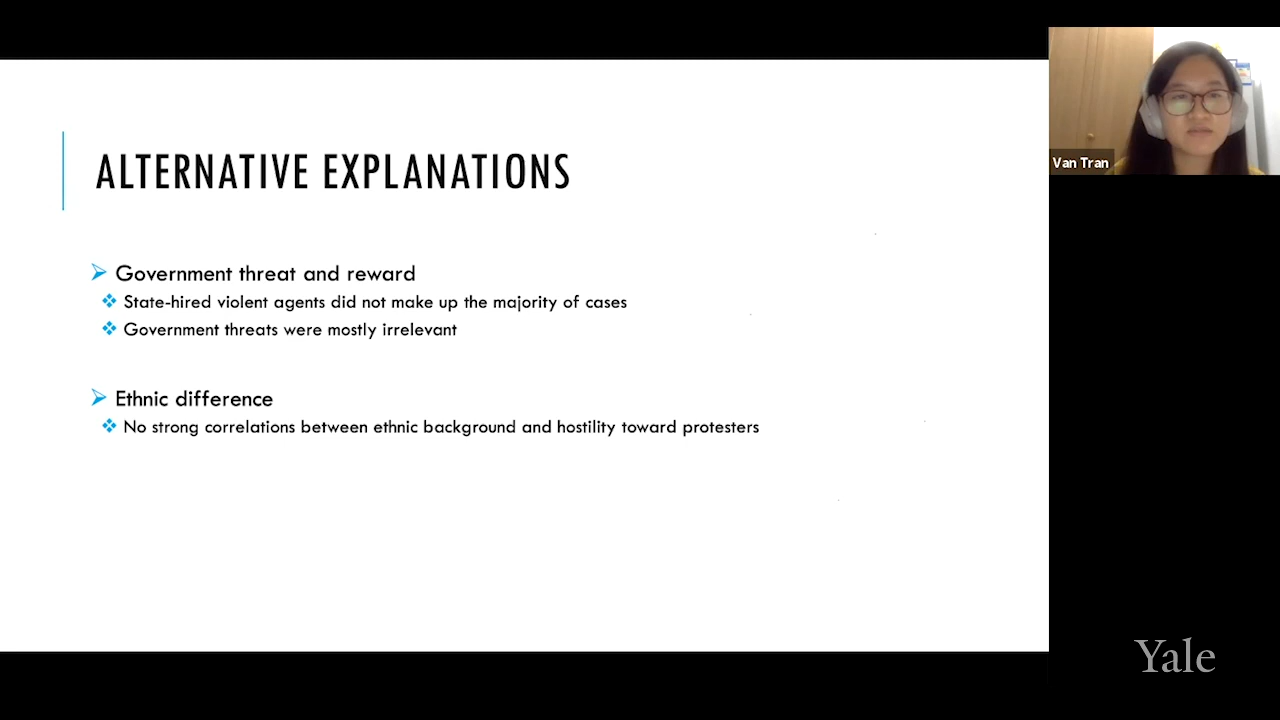 ALTERNATIVE EXPLANATIONS
Government threat and reward
State-hired violent agents did not make up the majority of cases
Government threats were mostly irrelevant
Ethnic difference
No strong correlations between ethnic background and hostility toward protesters
Van Tran
Yale